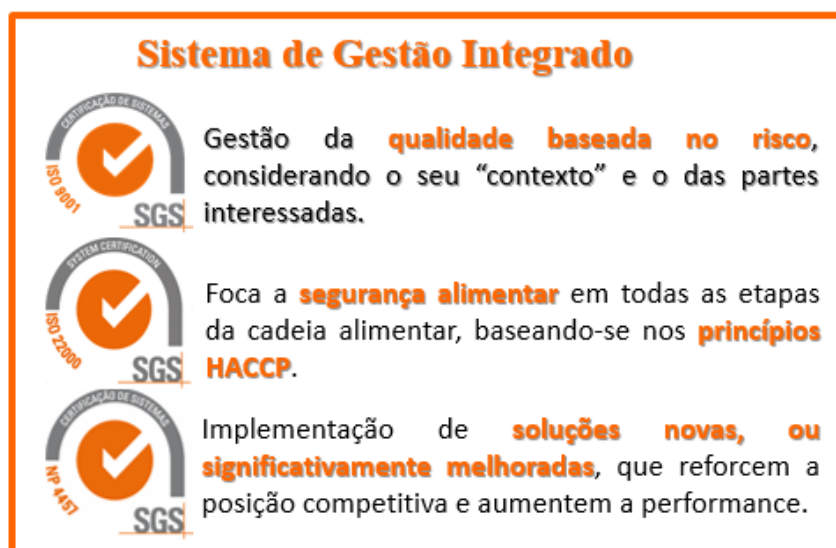 Sistema de Gestão Integrado
CERTIFICAÇÃO DE SISTEMAS
ISO 9001
SGS
Gestão da qualidade baseada no risco,
considerando o seu “contexto” e o das partes
interessadas.
SYSTEM CERTIFICATION
ISO 22000
SGS
Foca a segurança alimentar em todas as etapas
da cadeia alimentar, baseando-se nos princípios
HACCP.
CERTIFICAÇÃO DE SISTEMAS
NP 4457
SGS
Implementação de soluções novas, ou
significativamente melhoradas, que reforcem a
posição competitiva e aumentem a performance.